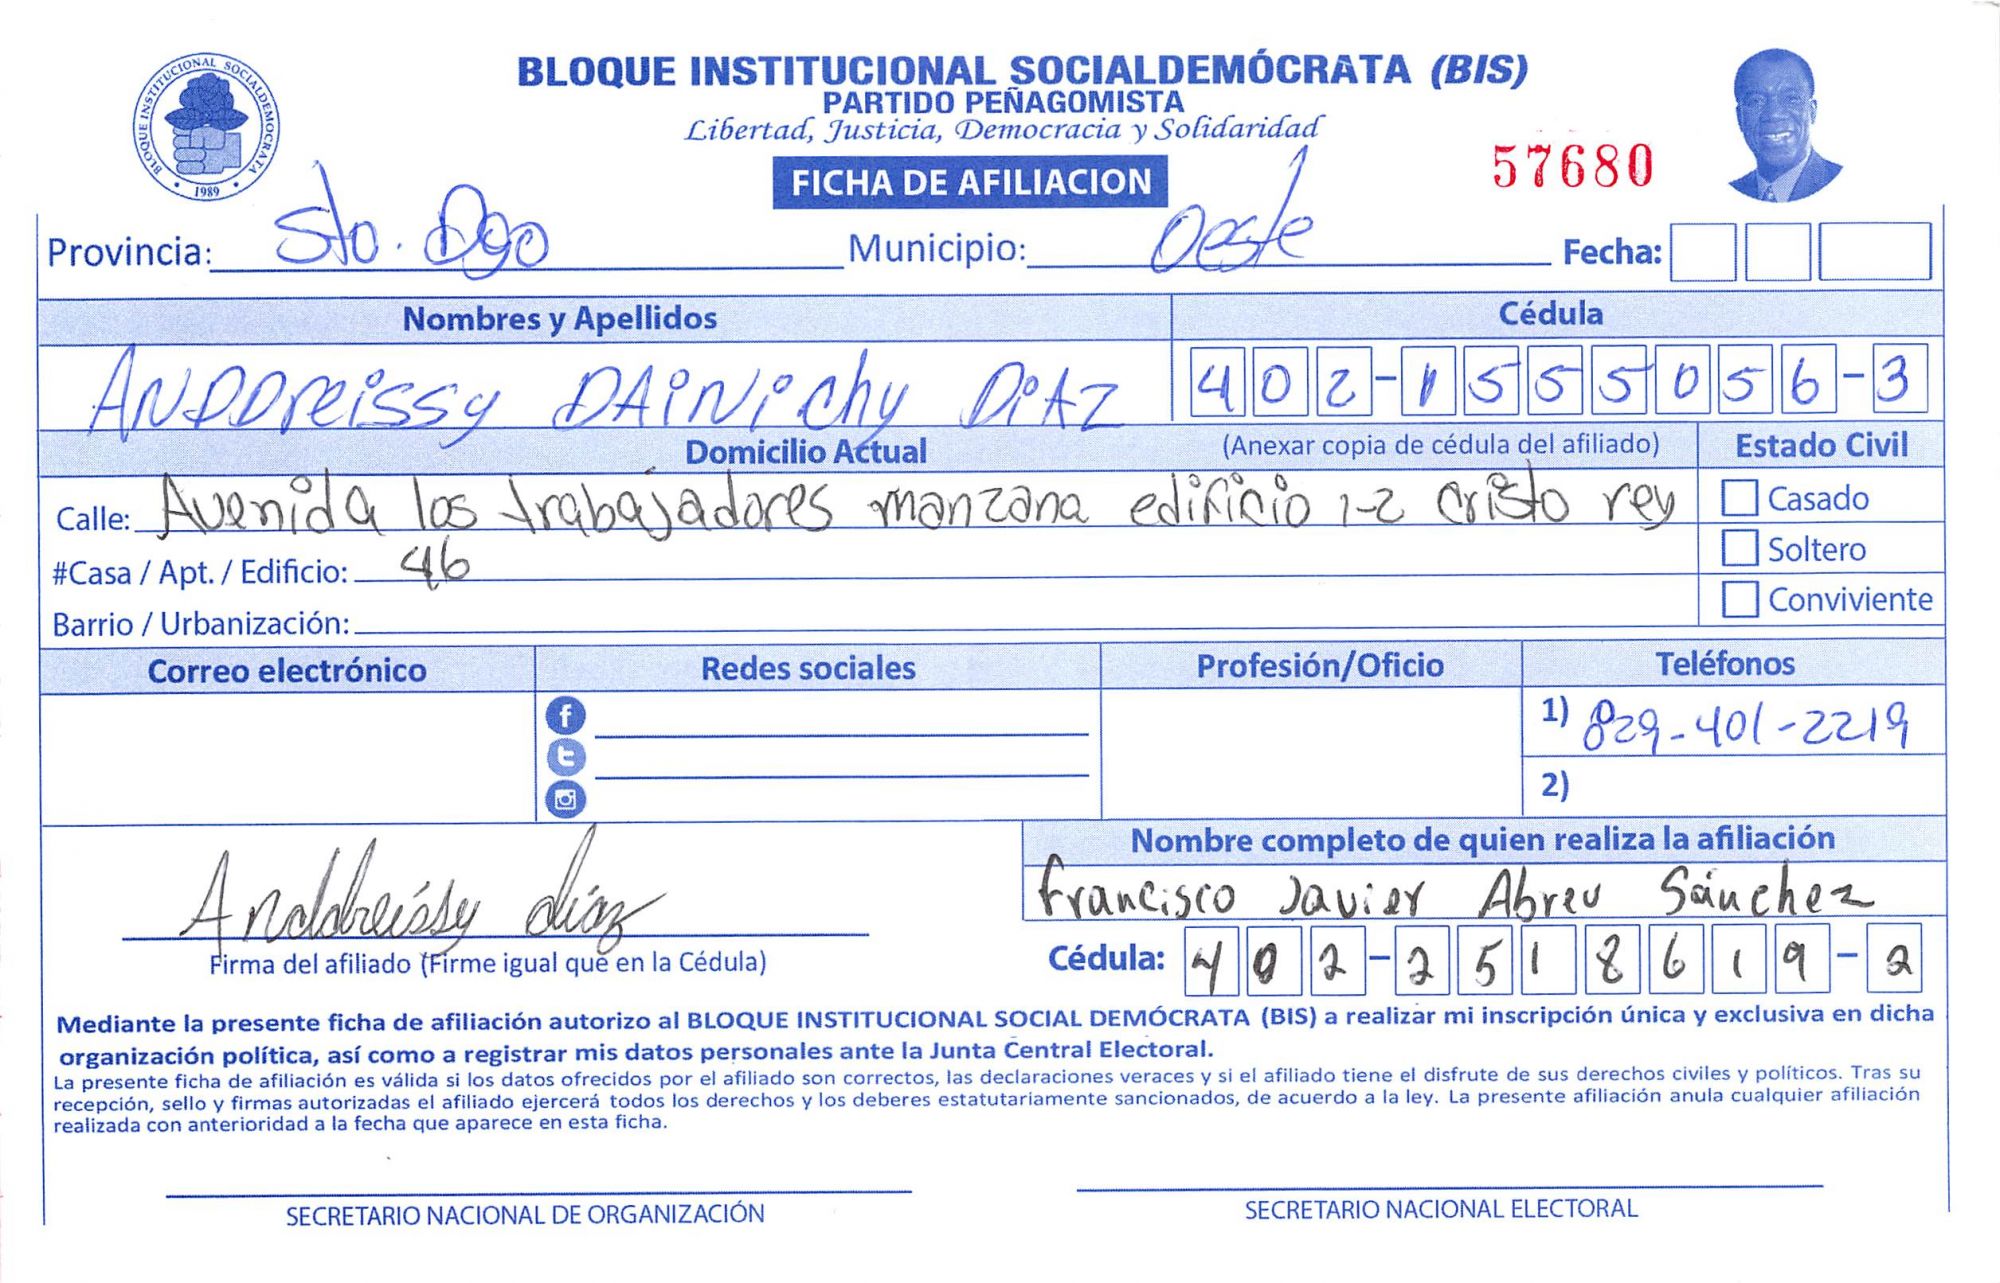 BLOQUE INSTITUCIONAL SOCIALDEMOCRATA
1989
BLOQUE INSTITUCIONAL SOCIALDEMÓCRATA (BIS)
PARTIDO PEÑAGOMISTA
Libertad, Justicia, Democracia y Solidaridad
FICHA DE AFILIACION
57680
Provincia: Sto. Dgo Municipio: Oeste Fecha:
Nombres y Apellidos Cédula
ANDDreissy DAiNichy DiAz 402-1555056-3
Domicilio Actual (Anexar copia de cédula del afiliado) Estado Civil
Calle: Avenida los trabajadores manzana edificio 1-2 Cristo rey Casado
#Casa / Apt. / Edificio: 46 Soltero
Barrio / Urbanización: Conviviente
Correo electrónico Redes sociales Profesión/Oficio Teléfonos
1) 829-401-2219
2)
Nombre completo de quien realiza la afiliación
Francisco Javier Abreu Sánchez
Anddreissy díaz
Firma del afiliado (Firme igual que en la Cédula) Cédula: 402-2518619-2
Mediante la presente ficha de afiliación autorizo al BLOQUE INSTITUCIONAL SOCIAL DEMÓCRATA (BIS) a realizar mi inscripción única y exclusiva en dicha
organización política, así como a registrar mis datos personales ante la Junta Central Electoral.
La presente ficha de afiliación es válida si los datos ofrecidos por el afiliado son correctos, las declaraciones veraces y si el afiliado tiene el disfrute de sus derechos civiles y políticos. Tras su
recepción, sello y firmas autorizadas el afiliado ejercerá todos los derechos y los deberes estatutariamente sancionados, de acuerdo a la ley. La presente afiliación anula cualquier afiliación
realizada con anterioridad a la fecha que aparece en esta ficha.
SECRETARIO NACIONAL DE ORGANIZACIÓN SECRETARIO NACIONAL ELECTORAL